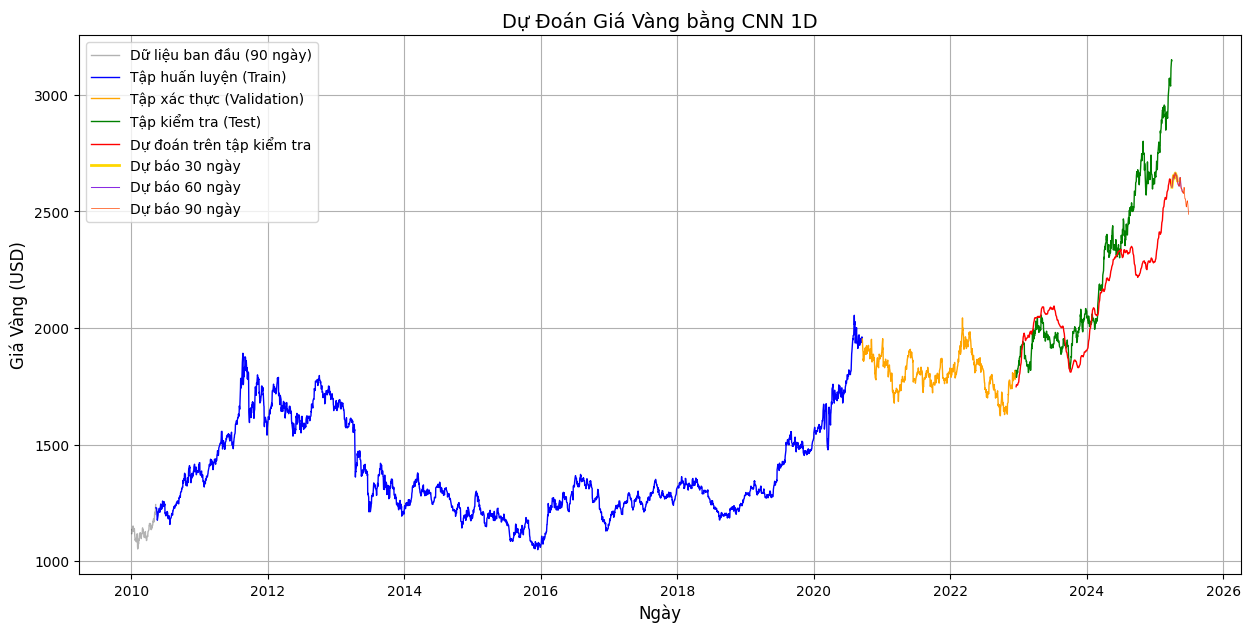 Dự Đoán Giá Vàng bằng CNN 1D
Dữ liệu ban đầu (90 ngày)
Tập huấn luyện (Train)
Tập xác thực (Validation)
Tập kiểm tra (Test)
Dự đoán trên tập kiểm tra
Dự báo 30 ngày
Dự báo 60 ngày
Dự báo 90 ngày
Giá Vàng (USD)
3000
2500
2000
1500
1000
2010 2012 2014 2016 2018 2020 2022 2024 2026
Ngày